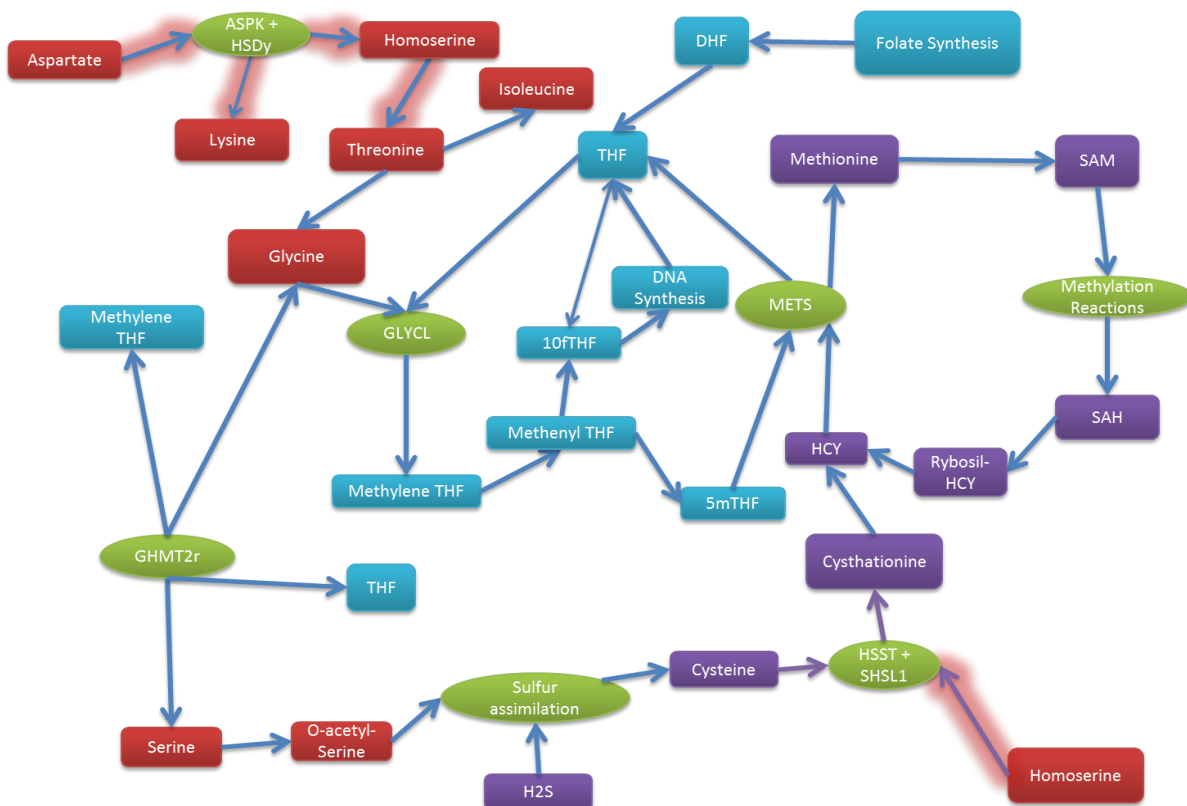 ASPK +
HSDy
Homoserine
Aspartate
DHF
Folate Synthesis
Isoleucine
Lysine
Threonine
THF
Methionine
SAM
Glycine
DNA
Synthesis
METS
Methylation
Reactions
Methylene
THF
GLYCL
10fTHF
Methenyl THF
HCY
SAH
Rybosil-
HCY
Methylene THF
5mTHF
GHMT2r
THF
Cysthationine
Cysteine
HSST +
SHSL1
Sulfur
assimilation
Serine
O-acetyl-
Serine
H2S
Homoserine